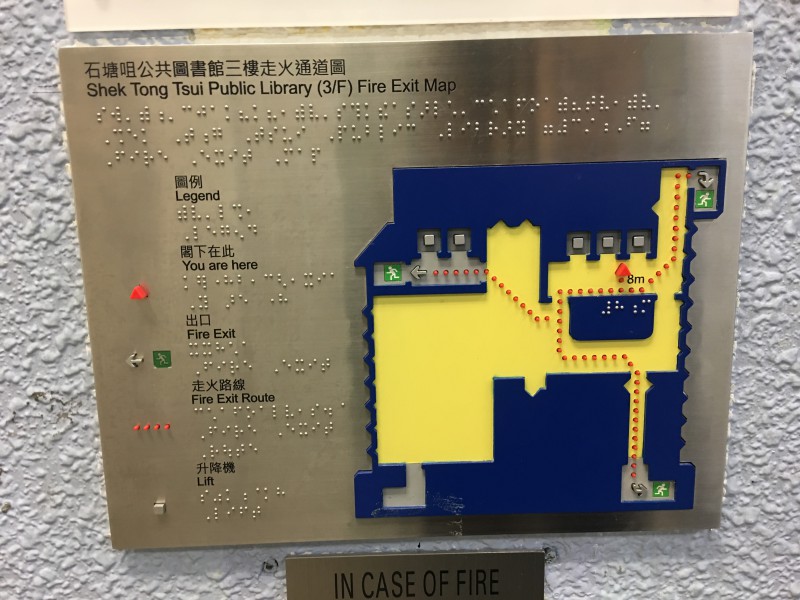 石塘咀公共圖書館三樓走火通道圖
Shek Tong Tsui Public Library (3/F) Fire Exit Map
圖例
Legend
閣下在此
You are here
出口
Fire Exit
走火路線
Fire Exit Route
升降機
Lift
8m
IN CASE OF FIRE